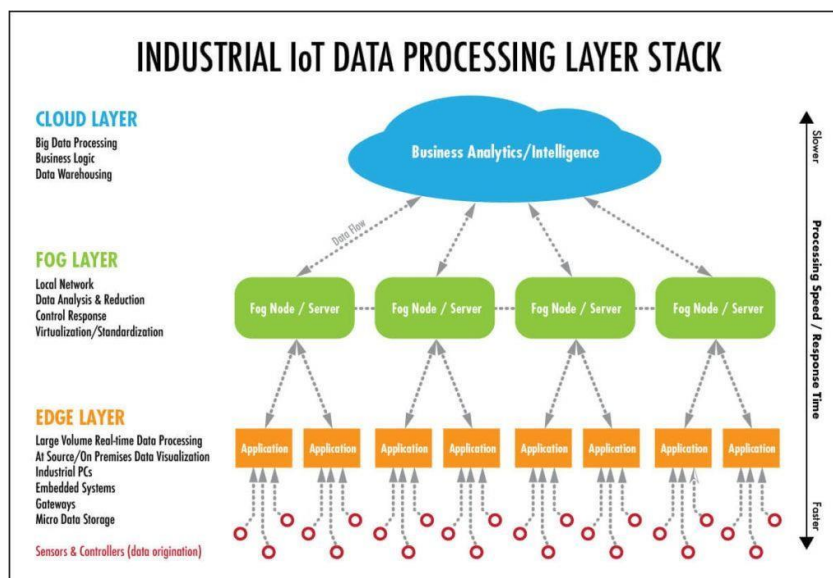 INDUSTRIAL IoT DATA PROCESSING LAYER STACK
CLOUD LAYER
Big Data Processing
Business Logic
Data Warehousing
Business Analytics/Intelligence
Data Flow
FOG LAYER
Local Network
Data Analysis & Reduction
Control Response
Virtualization/Standardization
Fog Node / Server
Fog Node / Server
Fog Node / Server
Fog Node / Server
EDGE LAYER
Large Volume Real-time Data Processing
At Source/On Premises Data Visualization
Industrial PCs
Embedded Systems
Gateways
Micro Data Storage
Application
Application
Application
Application
Application
Application
Application
Application
Sensors & Controllers (data origination)
Slower
Processing Speed / Response Time
Faster